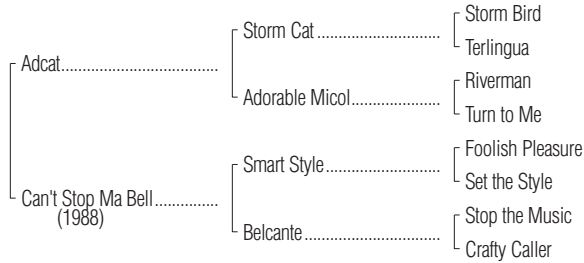 Storm Bird
Storm Cat
Terlingua
Adcat
Riverman
Adorable Micol
Turn to Me
Foolish Pleasure
Smart Style
Set the Style
Can't Stop Ma Bell
(1988)
Stop the Music
Belcante
Crafty Caller